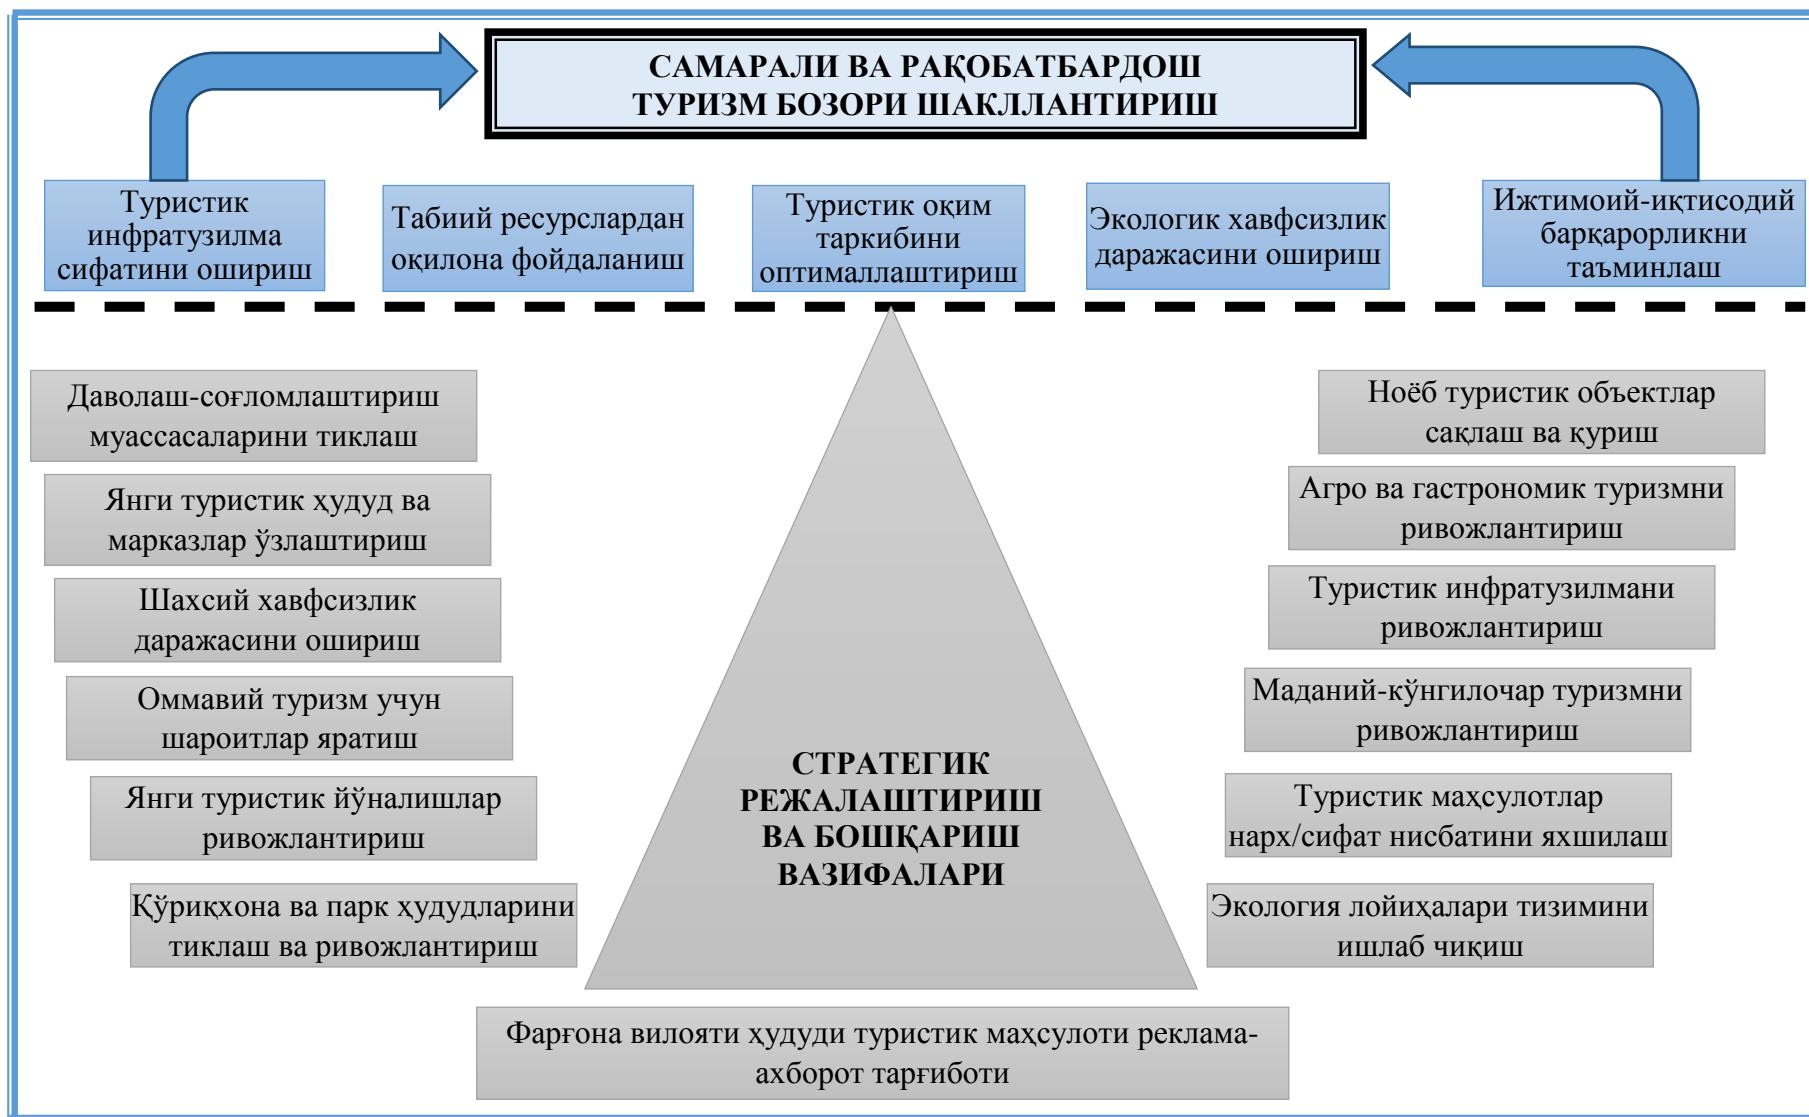 САМАРАЛИ ВА РАҚОБАТБАРДОШ
ТУРИЗМ БОЗОРИ ШАКЛЛАНТИРИШ
Туристик
инфратузилма
сифатини ошириш
Табиий ресурслардан
оқилона фойдаланиш
Туристик оқим
таркибини
оптималлаштириш
Экологик хавфсизлик
даражасини ошириш
Ижтимоий-иқтисодий
барқарорликни
таъминлаш
Даволаш-соғломлаштириш
муассасаларини тиклаш
Янги туристик ҳудуд ва
марказлар ўзлаштириш
Шахсий хавфсизлик
даражасини ошириш
Оммавий туризм учун
шароитлар яратиш
Янги туристик йўналишлар
ривожлантириш
Қўриқхона ва парк ҳудудларини
тиклаш ва ривожлантириш
СТРАТЕГИК
РЕЖАЛАШТИРИШ
ВА БОШҚАРИШ
ВАЗИФАЛАРИ
Ноёб туристик объектлар
сақлаш ва қуриш
Агро ва гастрономик туризмни
ривожлантириш
Туристик инфратузилмани
ривожлантириш
Маданий-кўнгилочар туризмни
ривожлантириш
Туристик маҳсулотлар
нарх/сифат нисбатини яхшилаш
Экология лойиҳалари тизимини
ишлаб чиқиш
Фарғона вилояти ҳудуди туристик маҳсулоти реклама-
ахборот тарғиботи